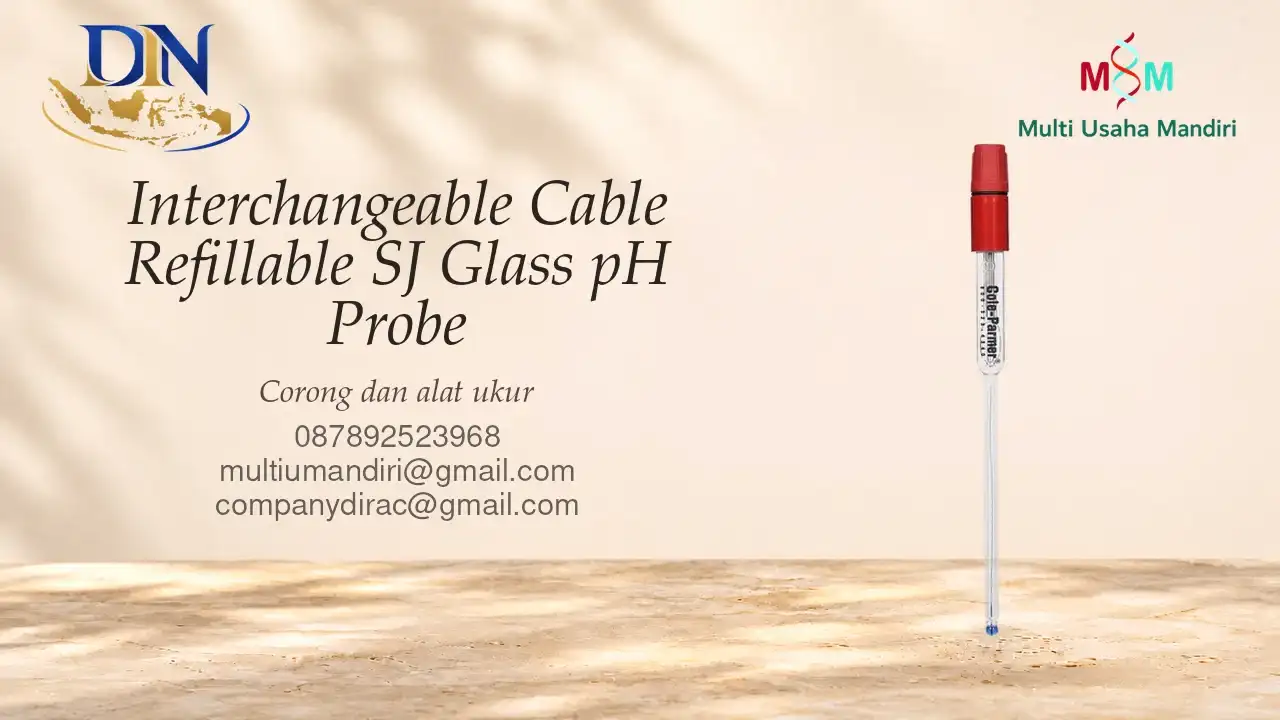 DIN
M M
Multi Usaha Mandiri
Interchangeable Cable
Refillable SJ Glass pH
Probe
Corong dan alat ukur
087892523968
multiumandiri@gmail.com
companydirac@gmail.com
Cole-Parmer®